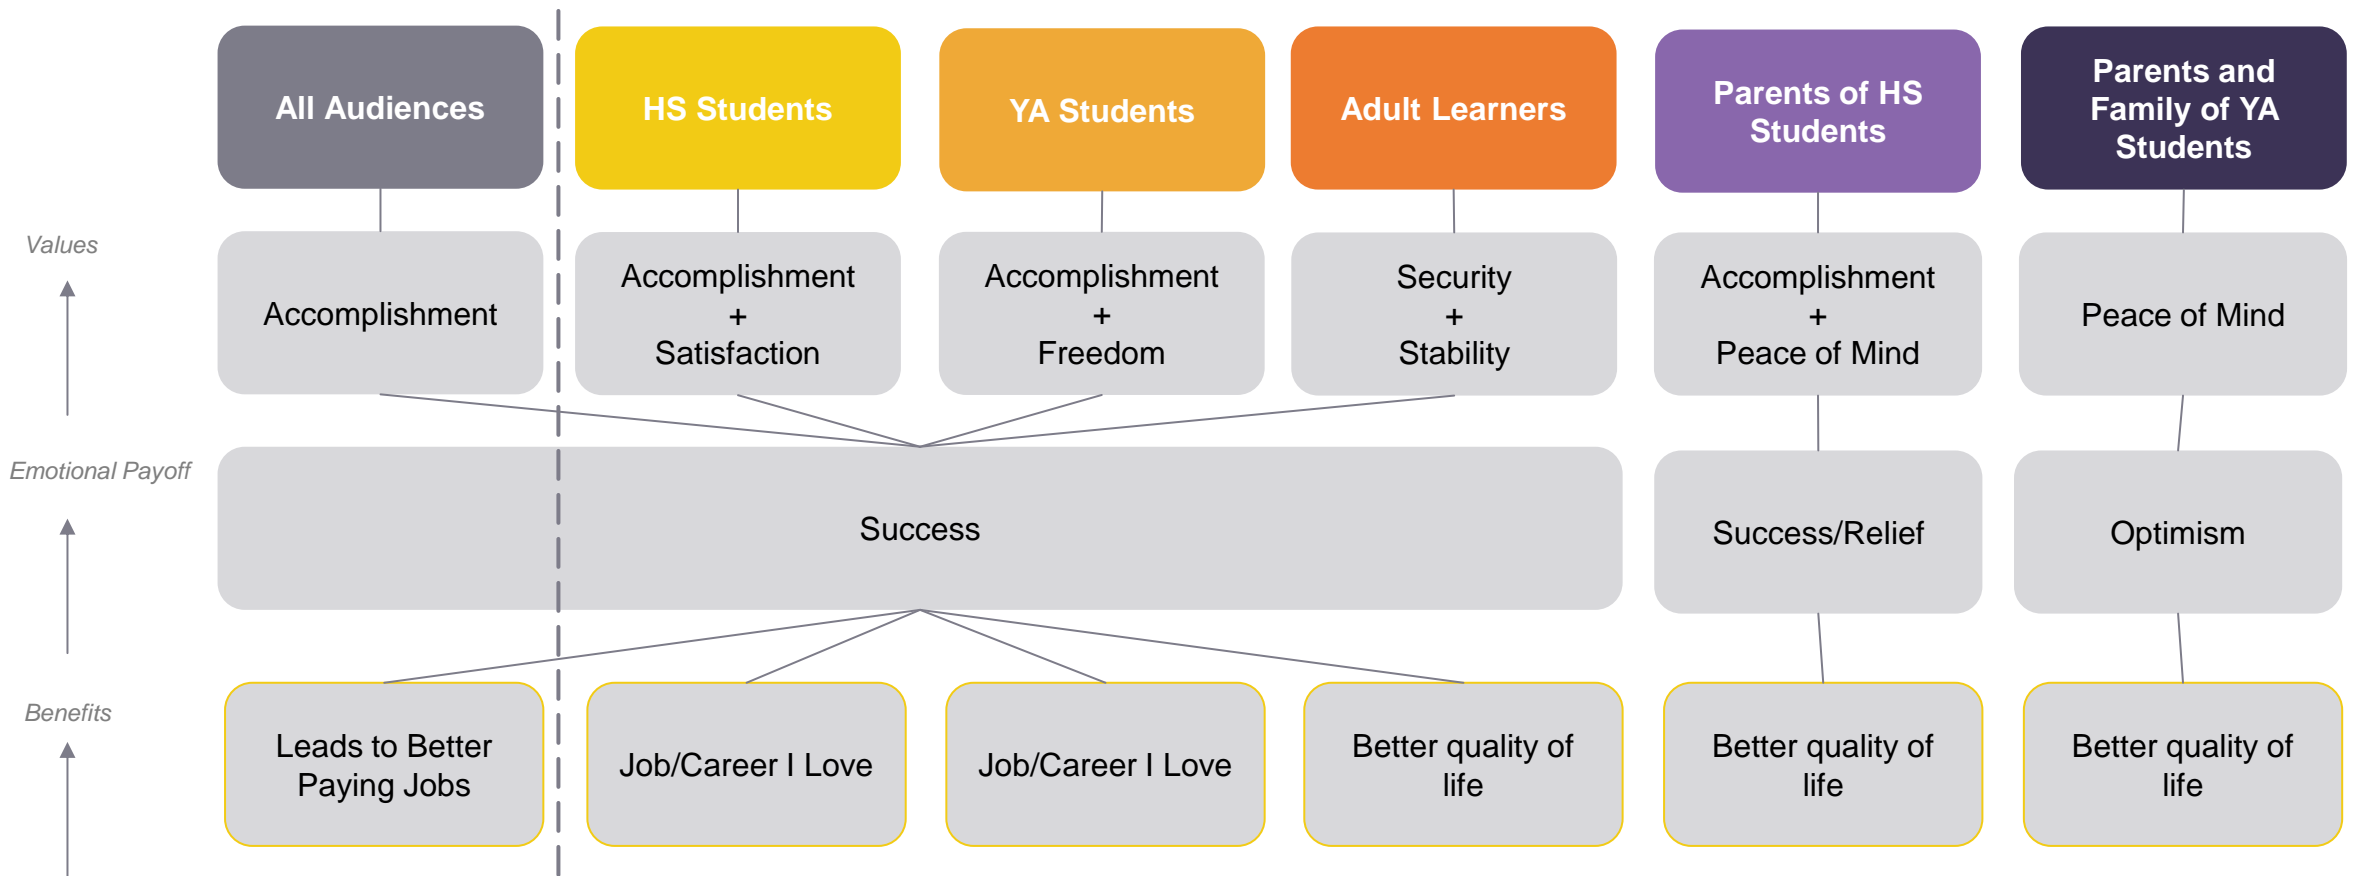 All Audiences
HS Students
YA Students
Adult Learners
Parents of HS
Students
Parents and
Family of YA
Students
Values
Accomplishment
Accomplishment
+
Satisfaction
Accomplishment
+
Freedom
Security
+
Stability
Accomplishment
+
Peace of Mind
Peace of Mind
Emotional Payoff
Success
Success/Relief
Optimism
Benefits
Leads to Better
Paying Jobs
Job/Career I Love
Job/Career I Love
Better quality of
life
Better quality of
life
Better quality of
life